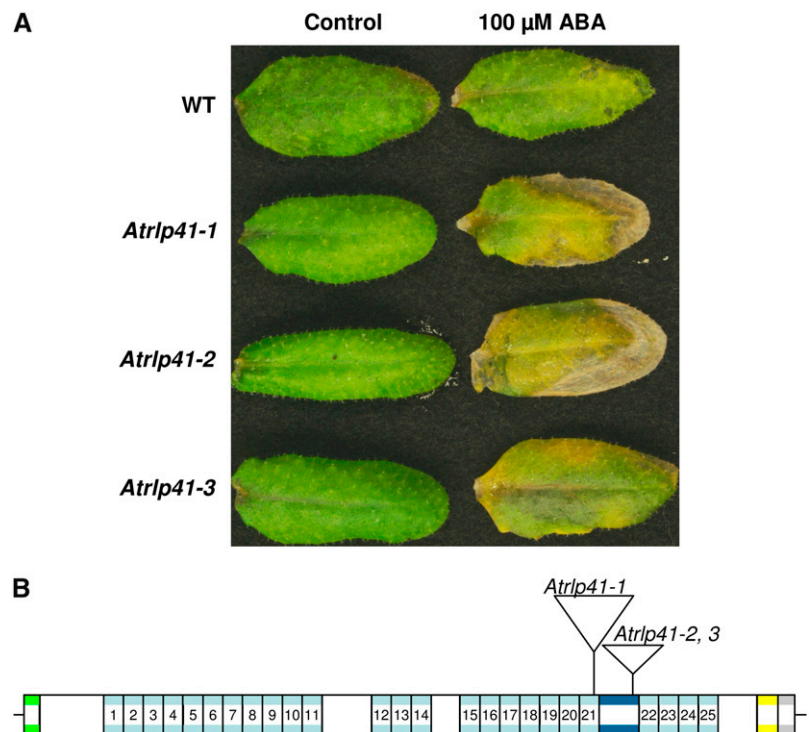 A
Control 100 µM ABA
WT
Atrlp41-1
Atrlp41-2
Atrlp41-3
B
Atrlp41-1
Atrlp41-2, 3
1 2 3 4 5 6 7 8 9 10 11 12 13 14 15 16 17 18 19 20 21 22 23 24 25